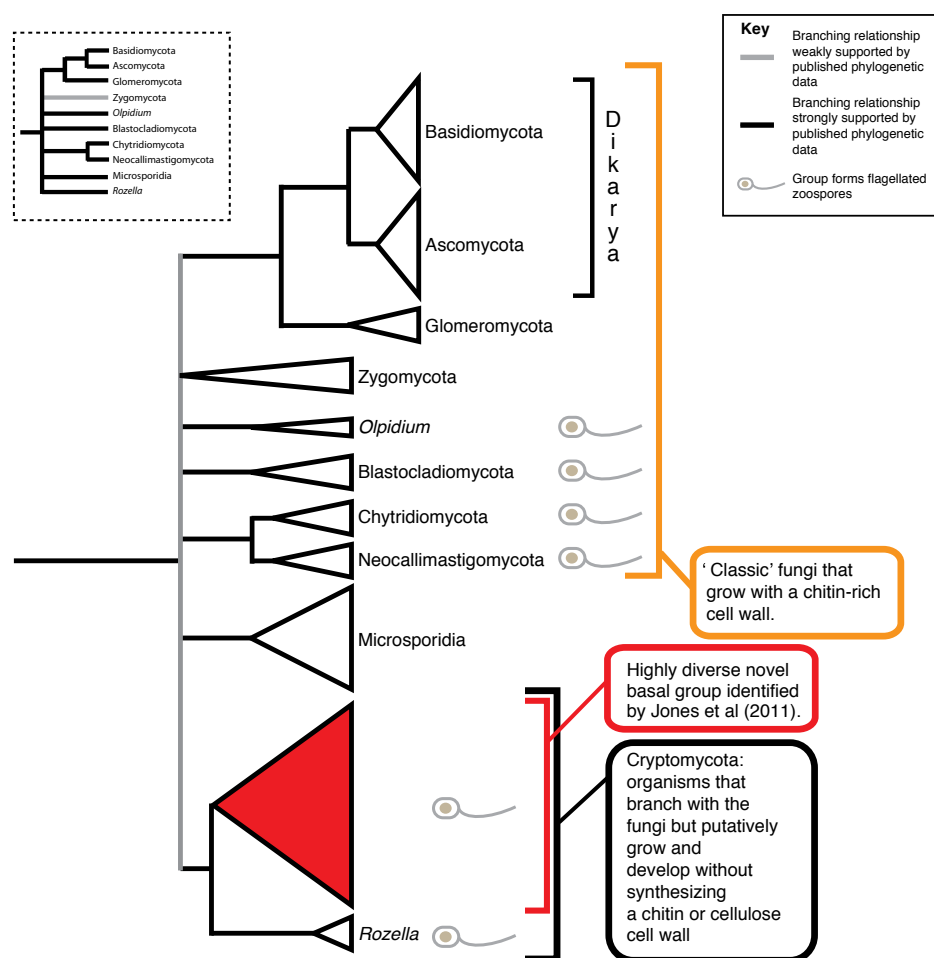 Basidiomycota
Ascomycota
Glomeromycota
Zygomycota
Olpidium
Blastocladiomycota
Chytridiomycota
Neocallimastigomycota
Microsporidia
Rozella
Key
Branching relationship
weakly supported by
published phylogenetic
data
Branching relationship
strongly supported by
published phylogenetic
data
Group forms flagellated
zoospores
Basidiomycota
Ascomycota
Dikarya
Glomeromycota
Zygomycota
Olpidium
Blastocladiomycota
Chytridiomycota
Neocallimastigomycota
Microsporidia
Rozella
‘ Classic’ fungi that
grow with a chitin-rich
cell wall.
Highly diverse novel
basal group identified
by Jones et al (2011).
Cryptomycota:
organisms that
branch with the
fungi but putatively
grow and
develop without
synthesizing
a chitin or cellulose
cell wall